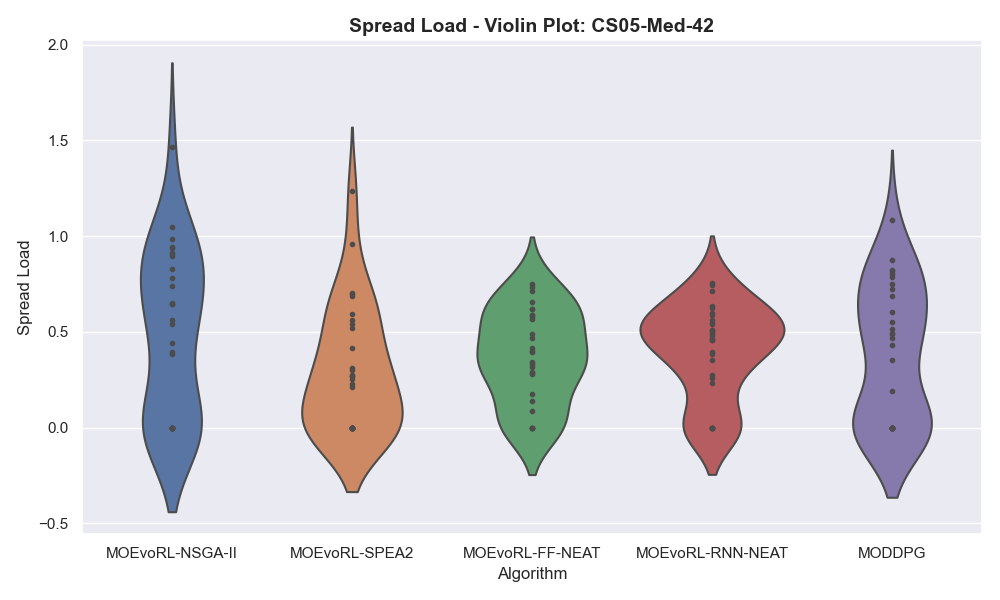 Spread Load - Violin Plot: CS05-Med-42
2.0
1.5
1.0
0.5
0.0
−0.5
Spread Load
MOEvoRL-NSGA-II MOEvoRL-SPEA2 MOEvoRL-FF-NEAT MOEvoRL-RNN-NEAT MODDPG
Algorithm